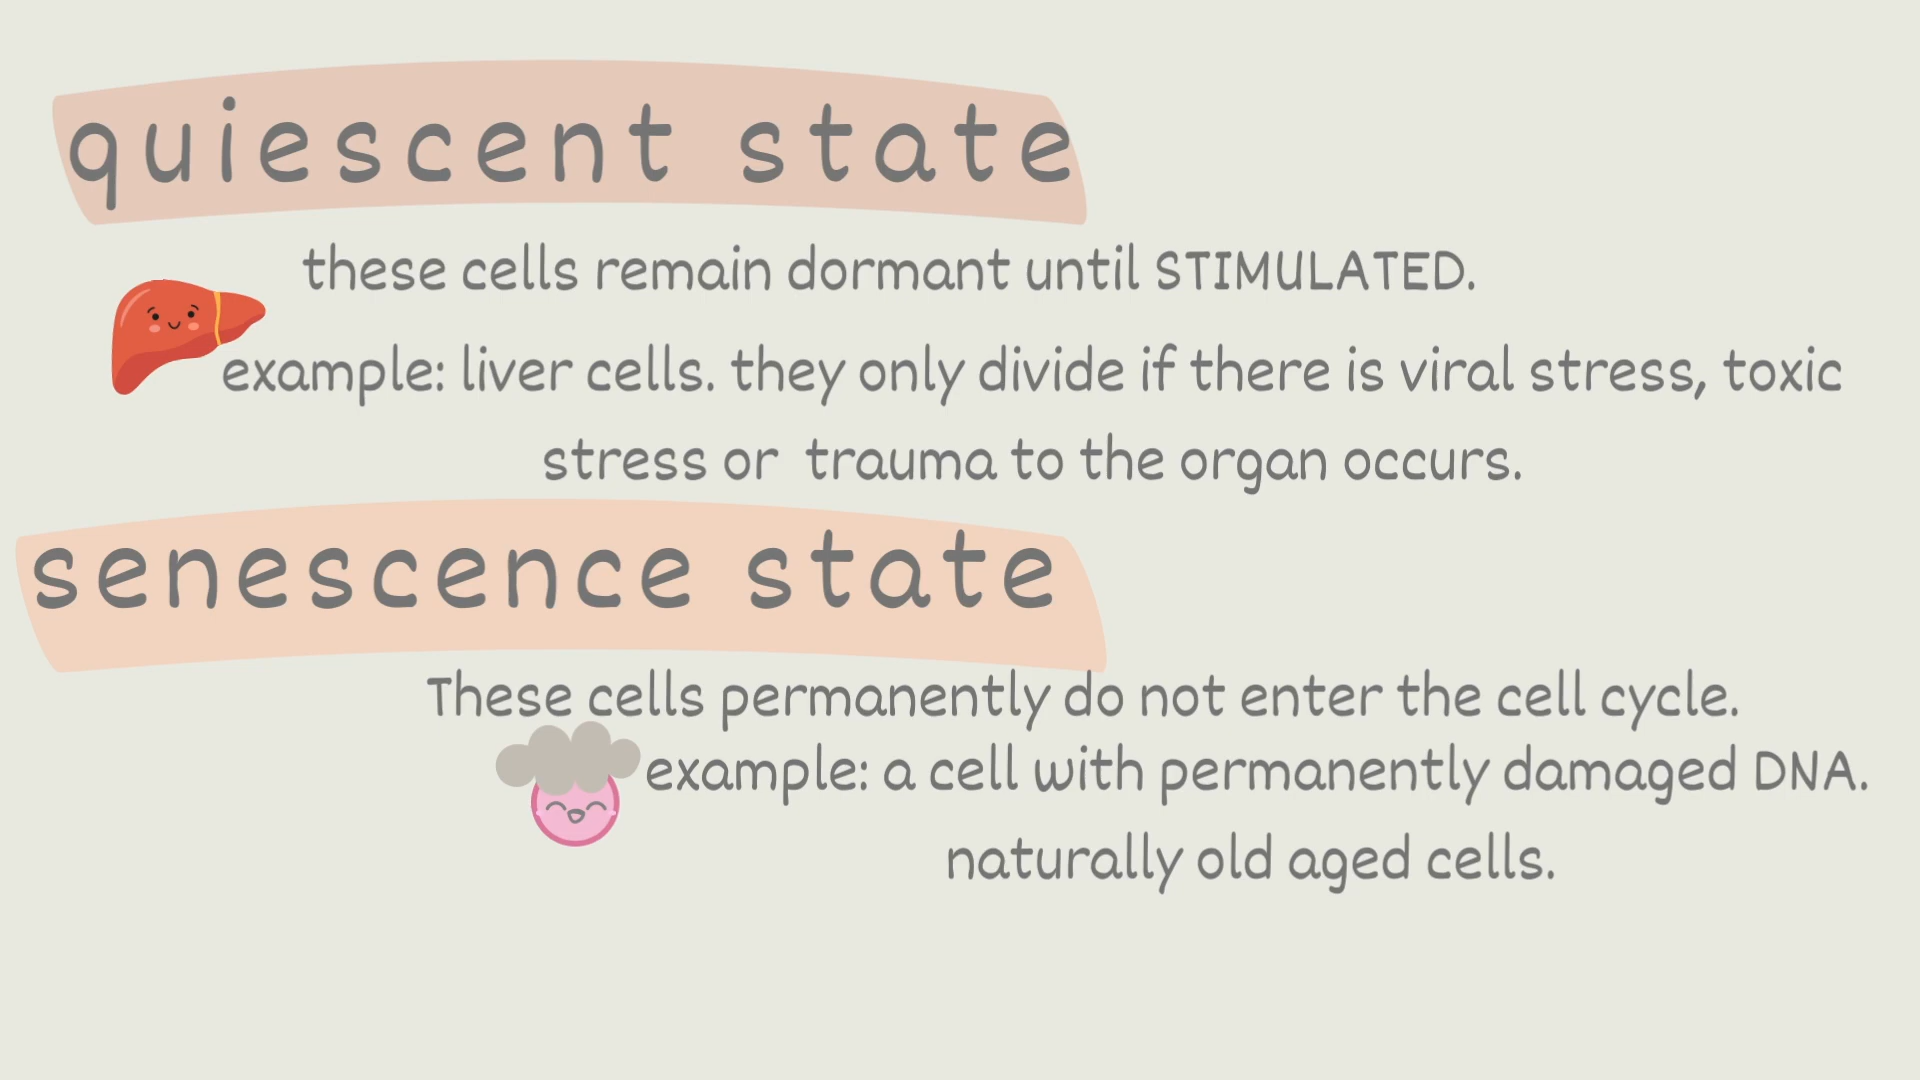 quiescent state
these cells remain dormant until STIMULATED.
example: liver cells. they only divide if there is viral stress, toxic
stress or trauma to the organ occurs.
senescence state
These cells permanently do not enter the cell cycle.
example: a cell with permanently damaged DNA.
naturally old aged cells.